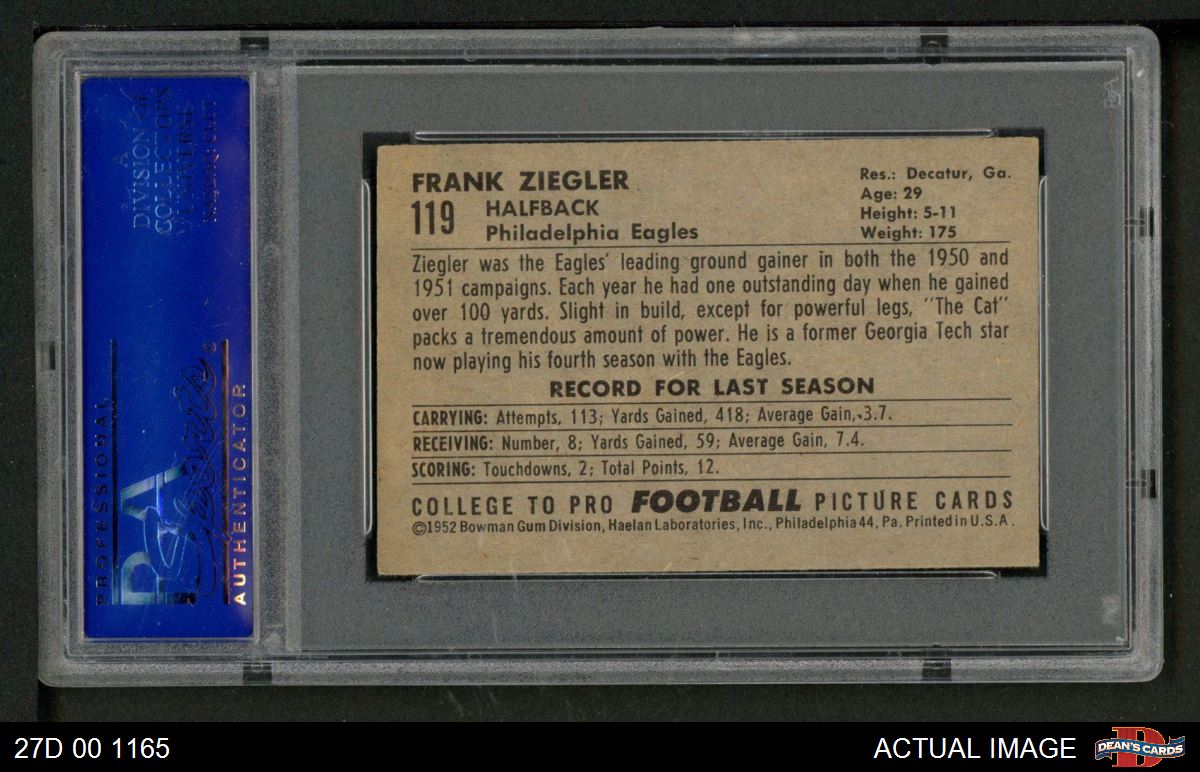 A
DIVISION OF
COLLECTORS
UNIVERSE
NASDAQ: CLCT
PROFESSIONAL
PSA
AUTHENTICATOR
FRANK ZIEGLER
119
HALFBACK
Philadelphia Eagles
Res.: Decatur, Ga.
Age: 29
Height: 5-11
Weight: 175
Ziegler was the Eagles' leading ground gainer in both the 1950 and
1951 campaigns. Each year he had one outstanding day when he gained
over 100 yards. Slight in build, except for powerful legs, "The Cat"
packs a tremendous amount of power. He is a former Georgia Tech star
now playing his fourth season with the Eagles.
RECORD FOR LAST SEASON
CARRYING: Attempts, 113; Yards Gained, 418; Average Gain, 3.7.
RECEIVING: Number, 8; Yards Gained, 59; Average Gain, 7.4.
SCORING: Touchdowns, 2; Total Points, 12.
COLLEGE TO PRO FOOTBALL PICTURE CARDS
©1952 Bowman Gum Division, Haelan Laboratories, Inc., Philadelphia 44, Pa. Printed in U.S.A.
27D 00 1165
ACTUAL IMAGE
DEAN'S CARDS